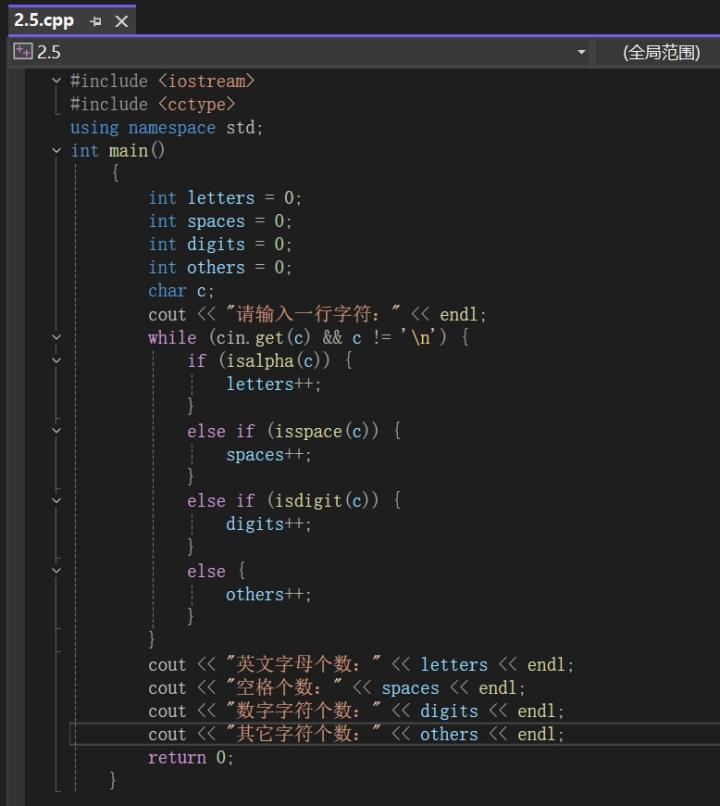 2.5.cpp
2.5
(全局范围)
#include <iostream>
#include <cctype>
using namespace std;
int main()
{
int letters = 0;
int spaces = 0;
int digits = 0;
int others = 0;
char c;
cout << "请输入一行字符：" << endl;
while (cin.get(c) && c != '\n') {
if (isalpha(c)) {
letters++;
}
else if (isspace(c)) {
spaces++;
}
else if (isdigit(c)) {
digits++;
}
else {
others++;
}
}
cout << "英文字母个数：" << letters << endl;
cout << "空格个数：" << spaces << endl;
cout << "数字字符个数：" << digits << endl;
cout << "其它字符个数：" << others << endl;
return 0;
}